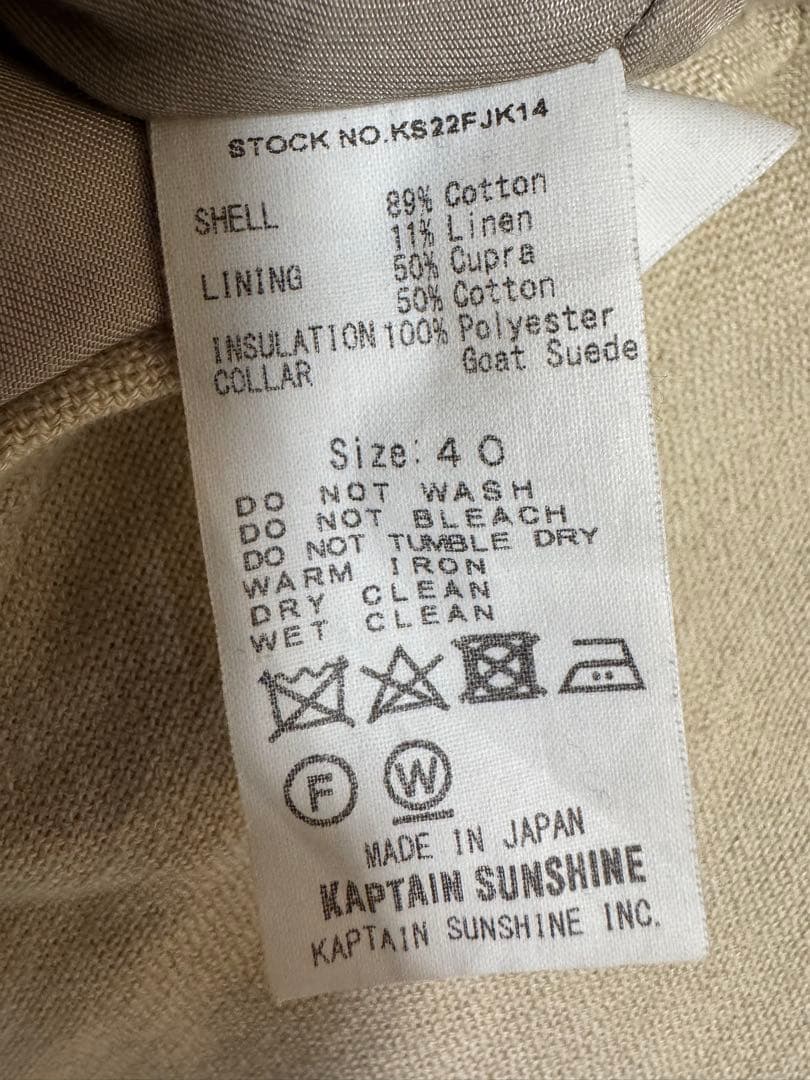 STOCK NO.KS22FJK14
SHELL 89% Cotton
11% Linen
LINING 50% Cupra
50% Cotton
INSULATION 100% Polyester
COLLAR Goat Suede
Size: 40
DO NOT WASH
DO NOT BLEACH
DO NOT TUMBLE DRY
WARM IRON
DRY CLEAN
WET CLEAN
F W
MADE IN JAPAN
KAPTAIN SUNSHINE
KAPTAIN SUNSHINE INC.